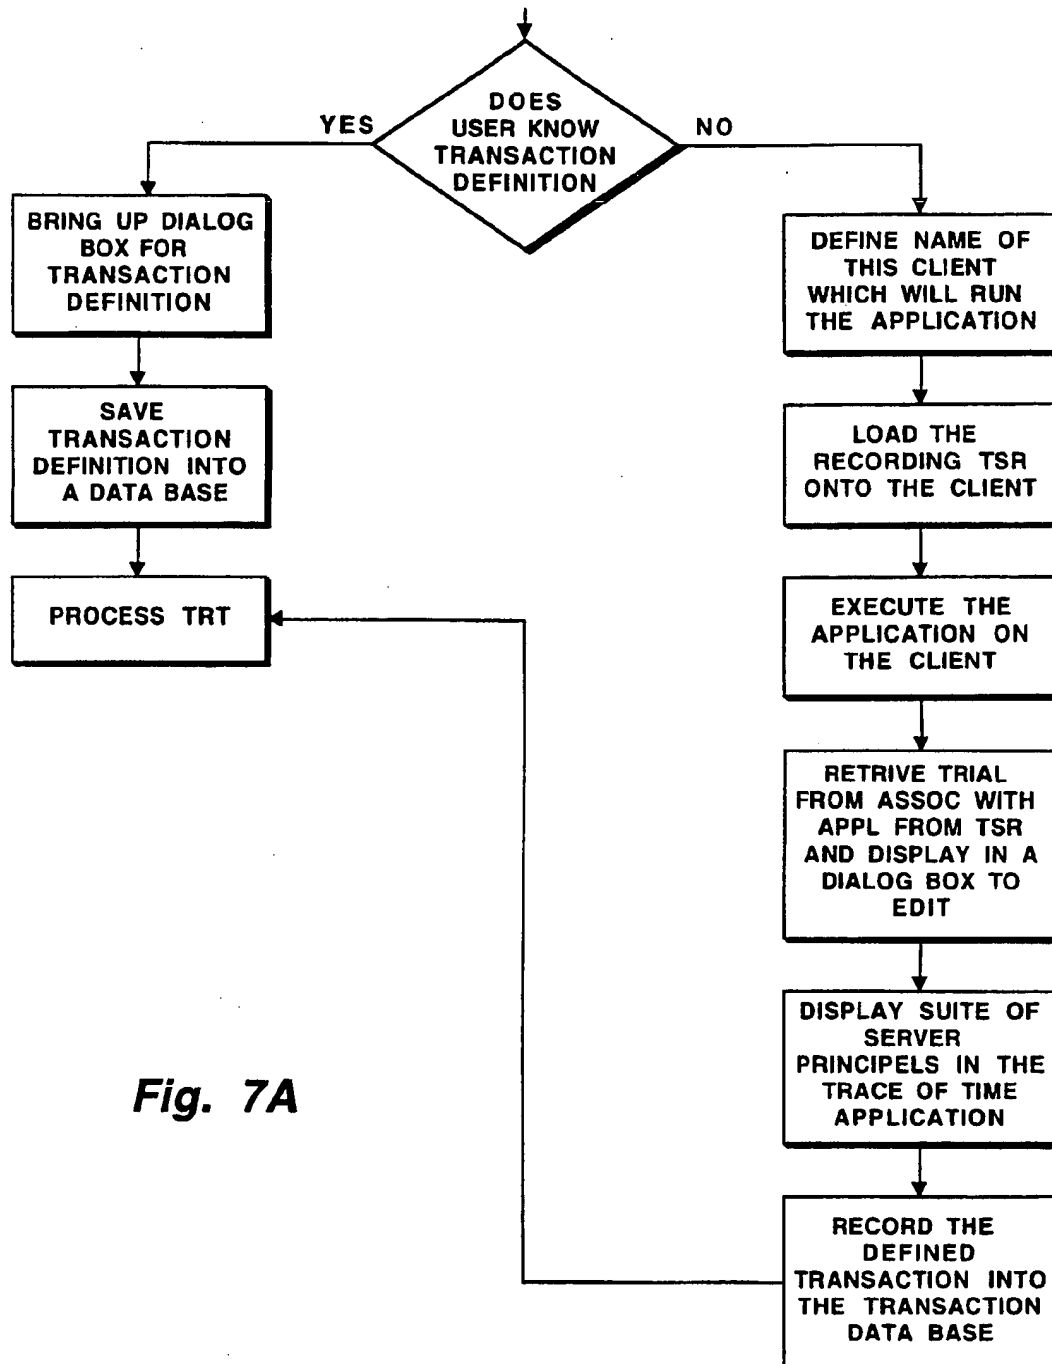 DOES
USER KNOW
TRANSACTION
DEFINITION
YES
NO
BRING UP DIALOG
BOX FOR
TRANSACTION
DEFINITION
SAVE
TRANSACTION
DEFINITION INTO
A DATA BASE
PROCESS TRT
DEFINE NAME OF
THIS CLIENT
WHICH WILL RUN
THE APPLICATION
LOAD THE
RECORDING TSR
ONTO THE CLIENT
EXECUTE THE
APPLICATION ON
THE CLIENT
RETRIVE TRIAL
FROM ASSOC WITH
APPL FROM TSR
AND DISPLAY IN A
DIALOG BOX TO
EDIT
DISPLAY SUITE OF
SERVER
PRINCIPELS IN THE
TRACE OF TIME
APPLICATION
RECORD THE
DEFINED
TRANSACTION INTO
THE TRANSACTION
DATA BASE
Fig. 7A